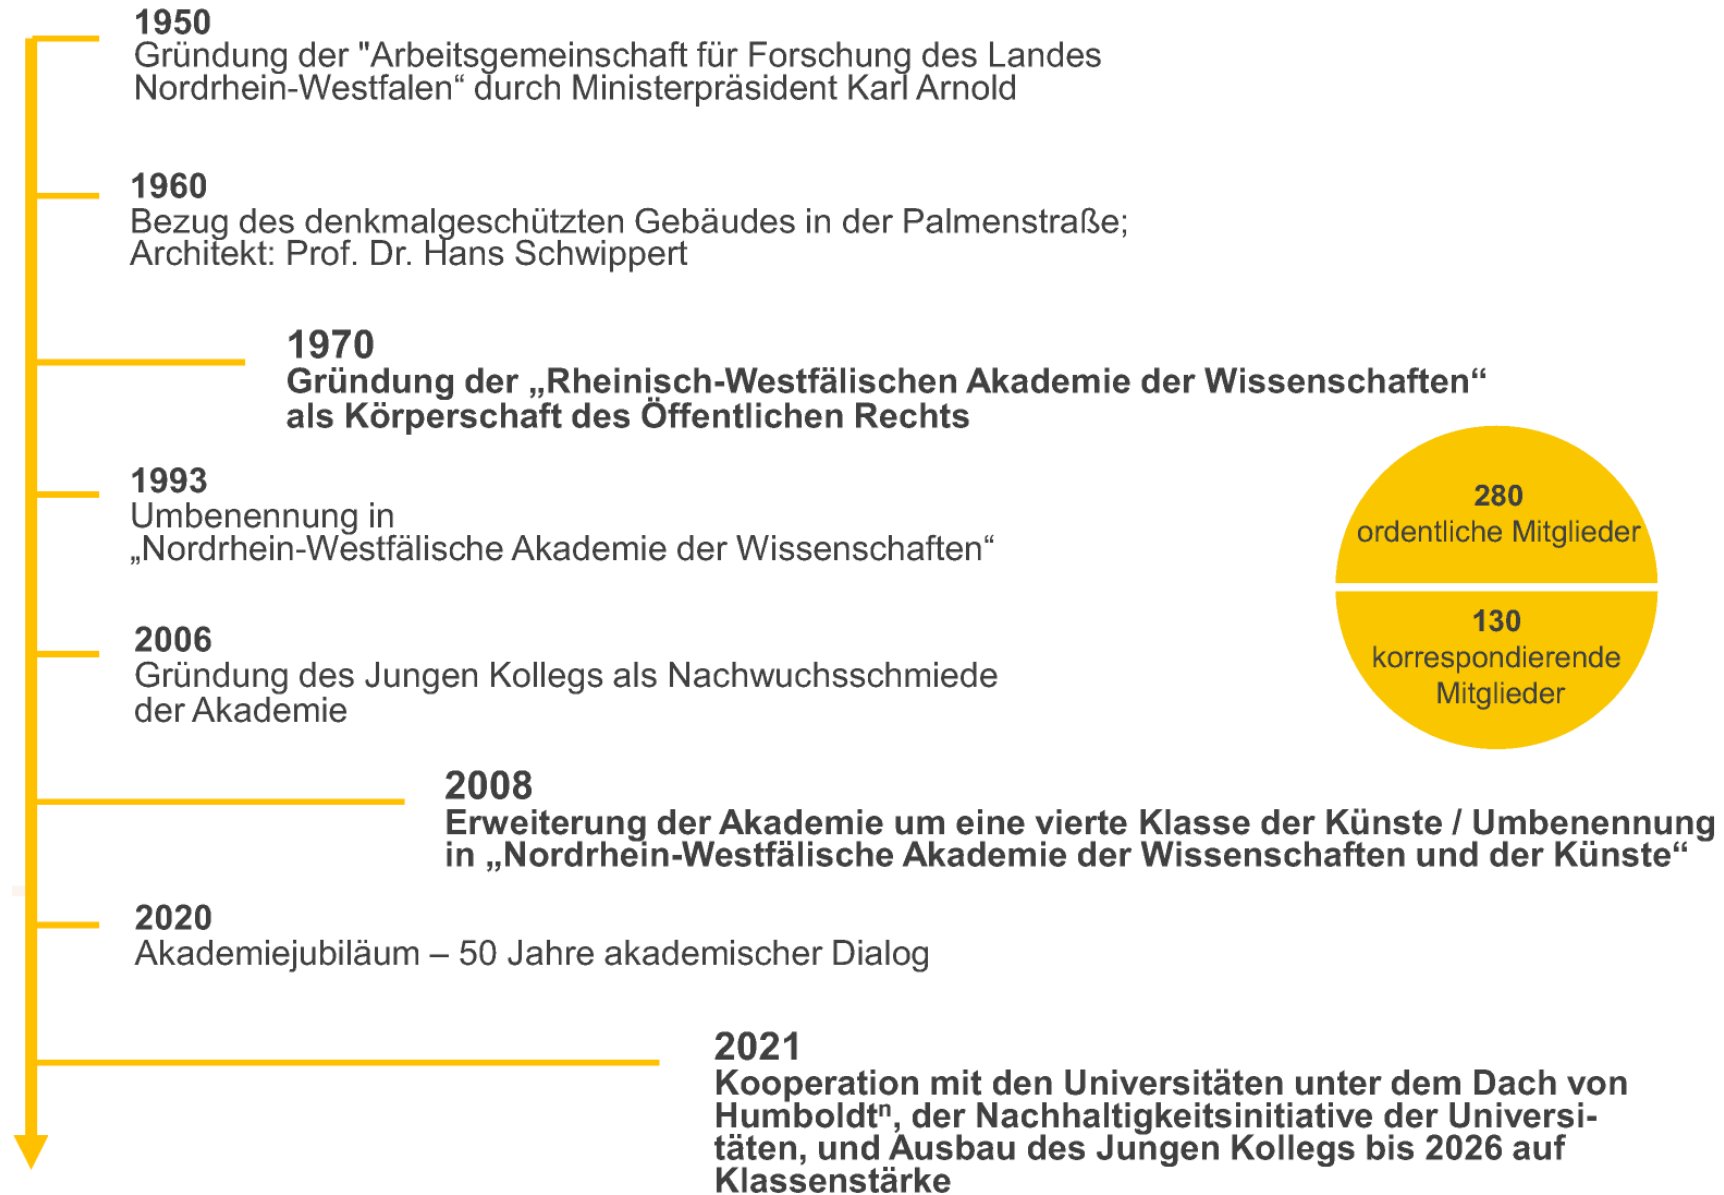 1950
Gründung der "Arbeitsgemeinschaft für Forschung des Landes
Nordrhein-Westfalen“ durch Ministerpräsident Karl Arnold
1960
Bezug des denkmalgeschützten Gebäudes in der Palmenstraße;
Architekt: Prof. Dr. Hans Schwippert
1970
Gründung der „Rheinisch-Westfälischen Akademie der Wissenschaften“
als Körperschaft des Öffentlichen Rechts
1993
Umbenennung in
„Nordrhein-Westfälische Akademie der Wissenschaften“
280
ordentliche Mitglieder
130
korrespondierende
Mitglieder
2006
Gründung des Jungen Kollegs als Nachwuchsschmiede
der Akademie
2008
Erweiterung der Akademie um eine vierte Klasse der Künste / Umbenennung
in „Nordrhein-Westfälische Akademie der Wissenschaften und der Künste“
2020
Akademiejubiläum – 50 Jahre akademischer Dialog
2021
Kooperation mit den Universitäten unter dem Dach von
Humboldtⁿ, der Nachhaltigkeitsinitiative der Universi-
täten, und Ausbau des Jungen Kollegs bis 2026 auf
Klassenstärke